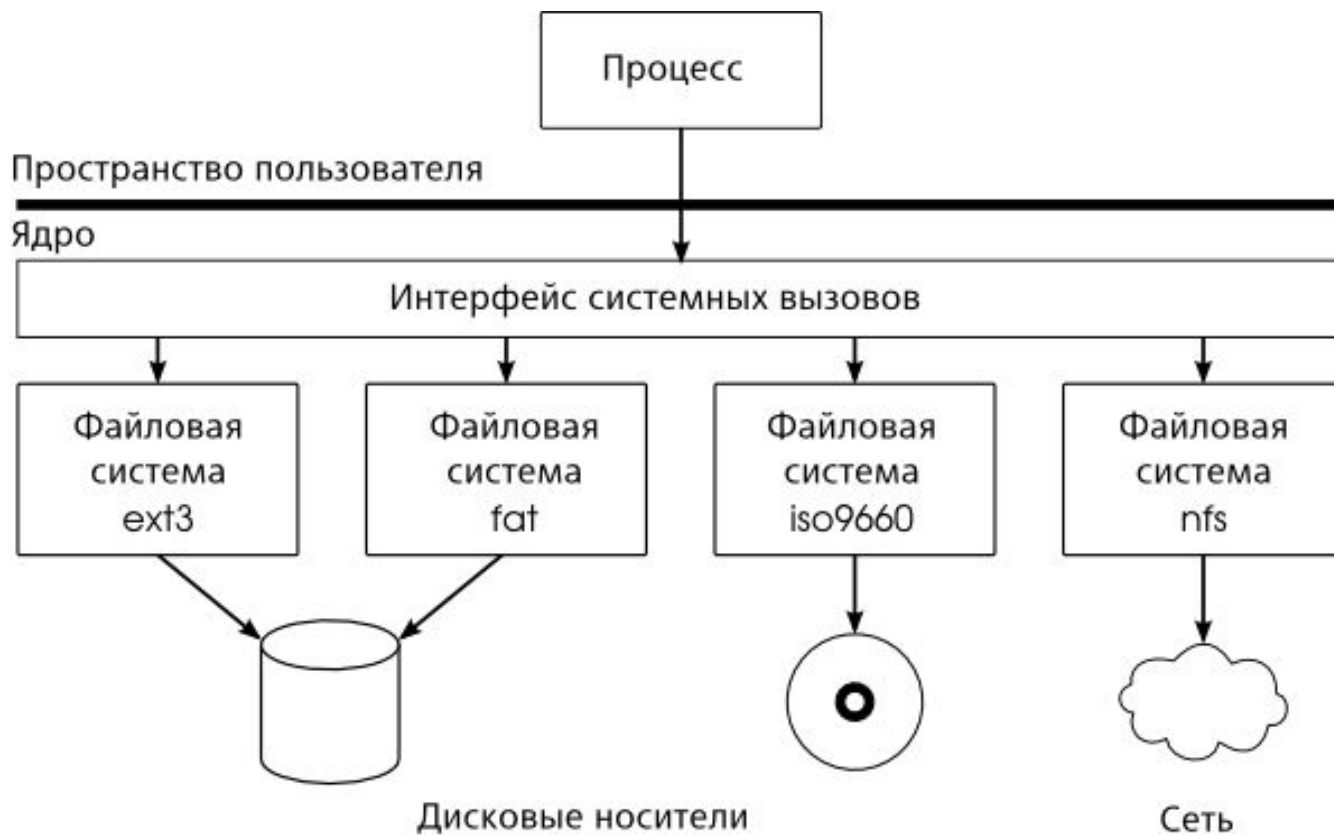 Процесс
Пространство пользователя
Ядро
Интерфейс системных вызовов
Файловая
система
ext3
Файловая
система
fat
Файловая
система
iso9660
Файловая
система
nfs
Дисковые носители
Сеть